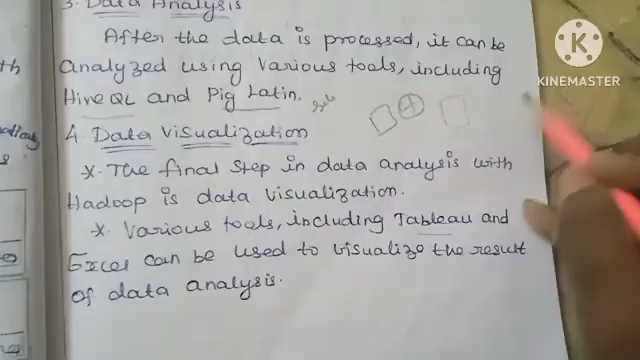 3. Data Analysis
After the data is processed, it can be
analyzed using various tools, including
Hive QL and Pig Latin.
4. Data Visualization
* The final step in data analysis with
Hadoop is data visualization.
* Various tools, including Tableau and
Excel can be used to visualize the result
of data analysis.
KINEMASTER